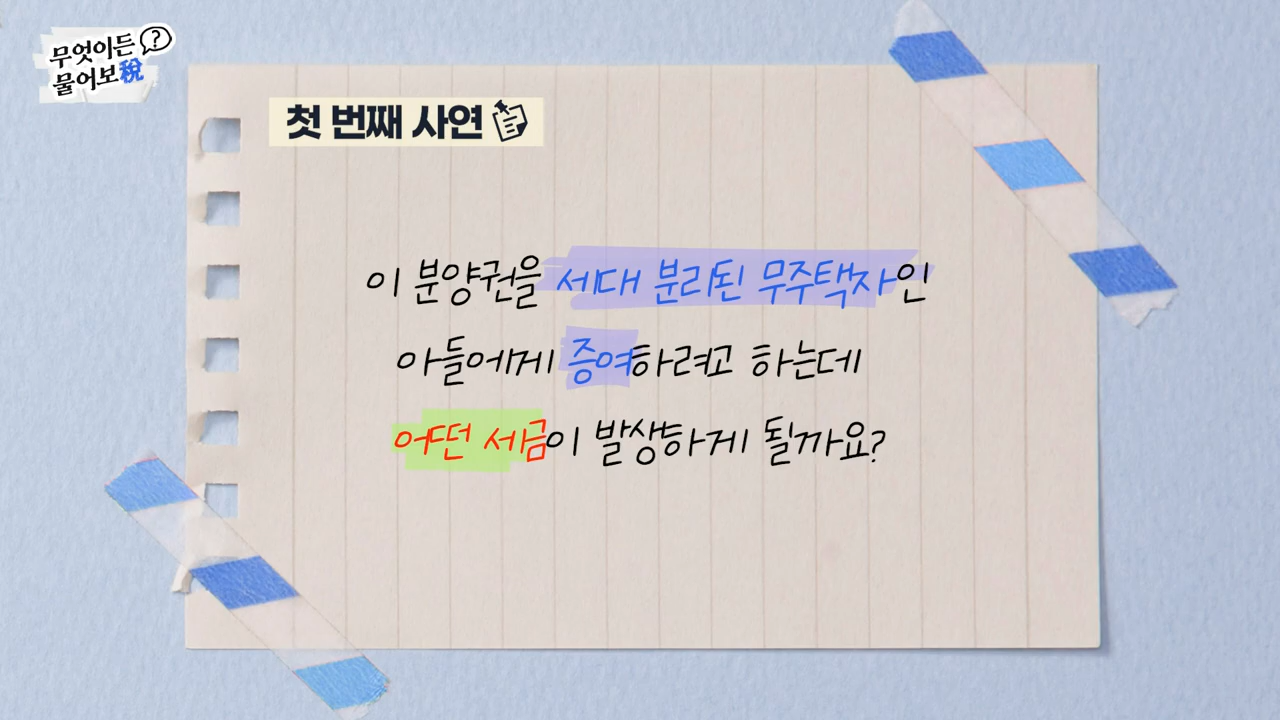 무엇이든
물어보稅
?
첫 번째 사연
이 분양권을 세대 분리된 무주택자인
아들에게 증여하려고 하는데
어떤 세금이 발생하게 될까요?